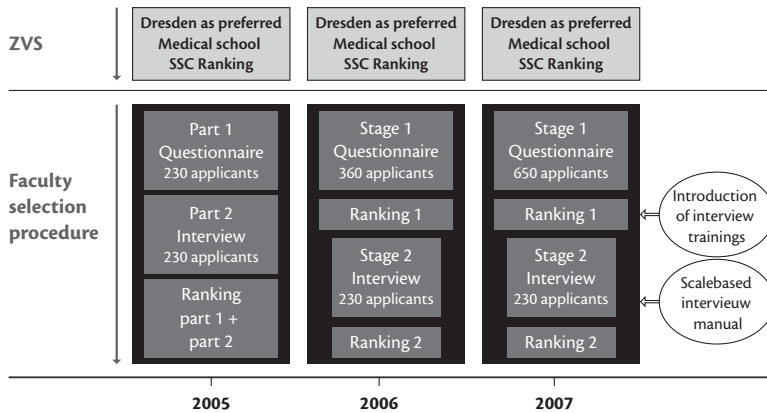 ZVS
Dresden as preferred
Medical school
SSC Ranking
Dresden as preferred
Medical school
SSC Ranking
Dresden as preferred
Medical school
SSC Ranking
Faculty
selection
procedure
Part 1
Questionnaire
230 applicants
Part 2
Interview
230 applicants
Ranking
part 1 +
part 2
Stage 1
Questionnaire
360 applicants
Ranking 1
Stage 2
Interview
230 applicants
Ranking 2
Stage 1
Questionnaire
650 applicants
Ranking 1
Stage 2
Interview
230 applicants
Ranking 2
Introduction
of interview
trainings
Scalebased
intervieuw
manual
2005
2006
2007